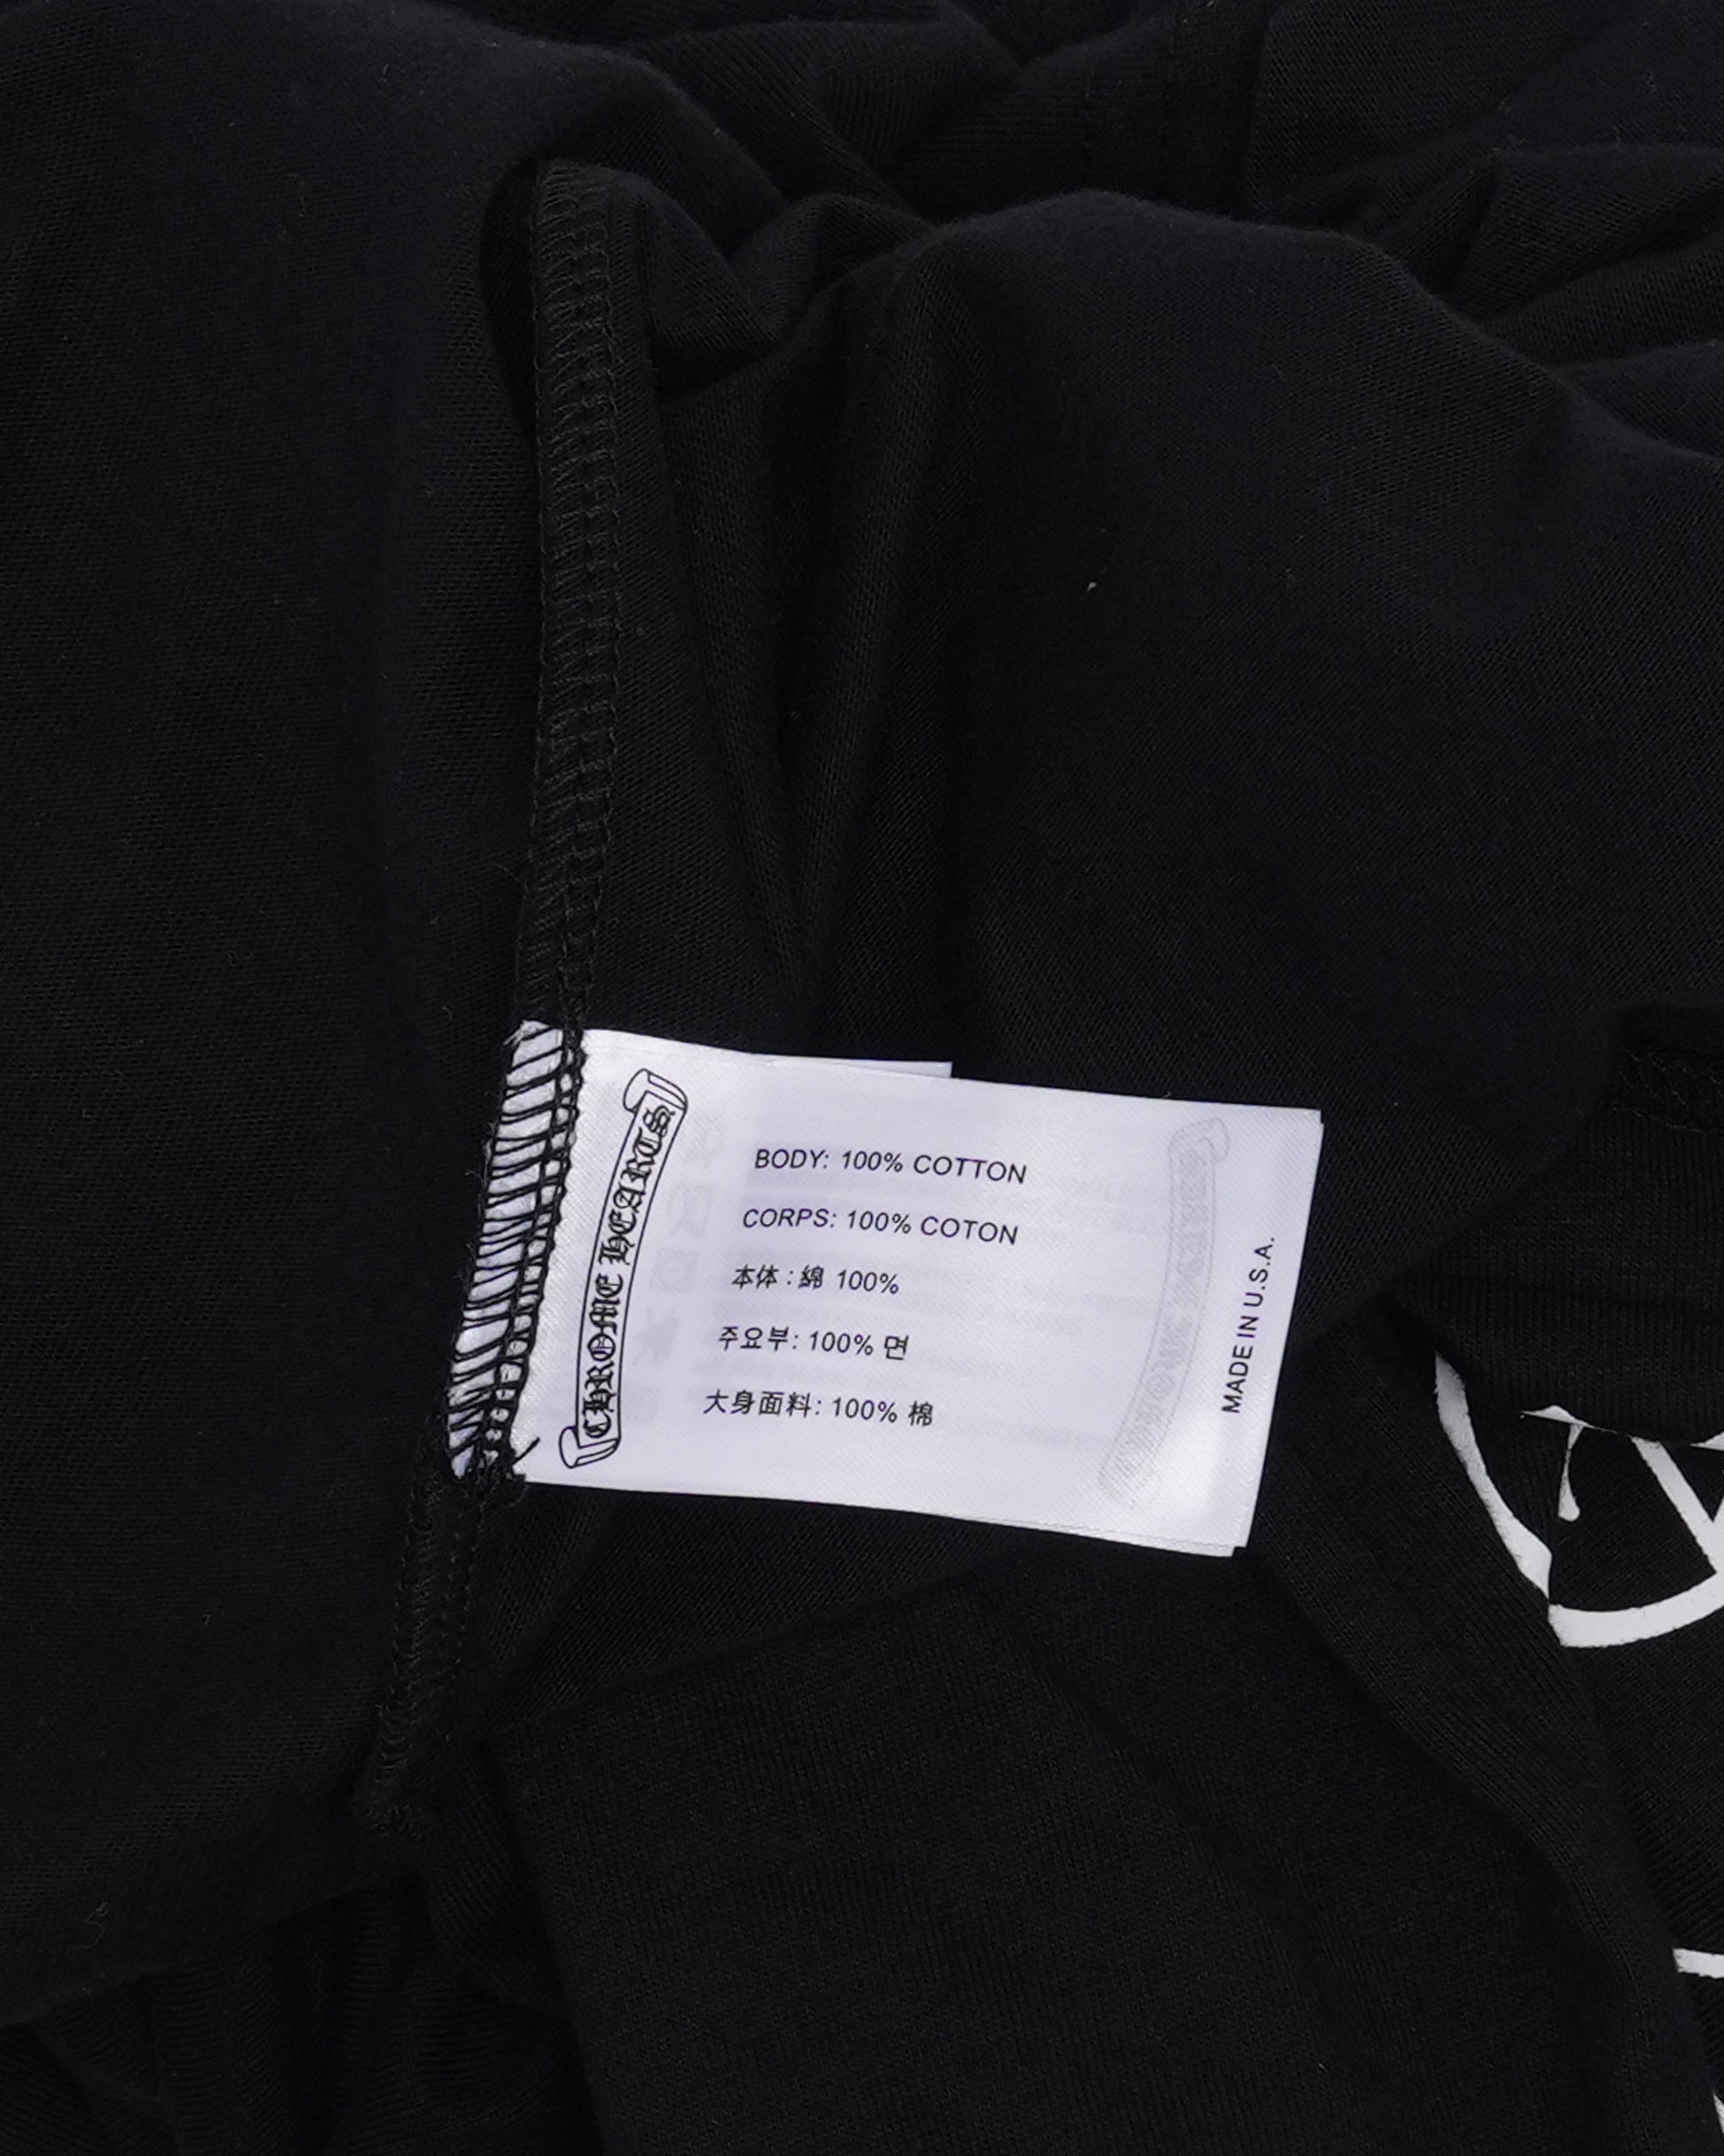 CHROME HEARTS
BODY: 100% COTTON
CORPS: 100% COTON
本体 : 綿 100%
주요부: 100% 면
大身面料: 100% 棉
MADE IN U.S.A.